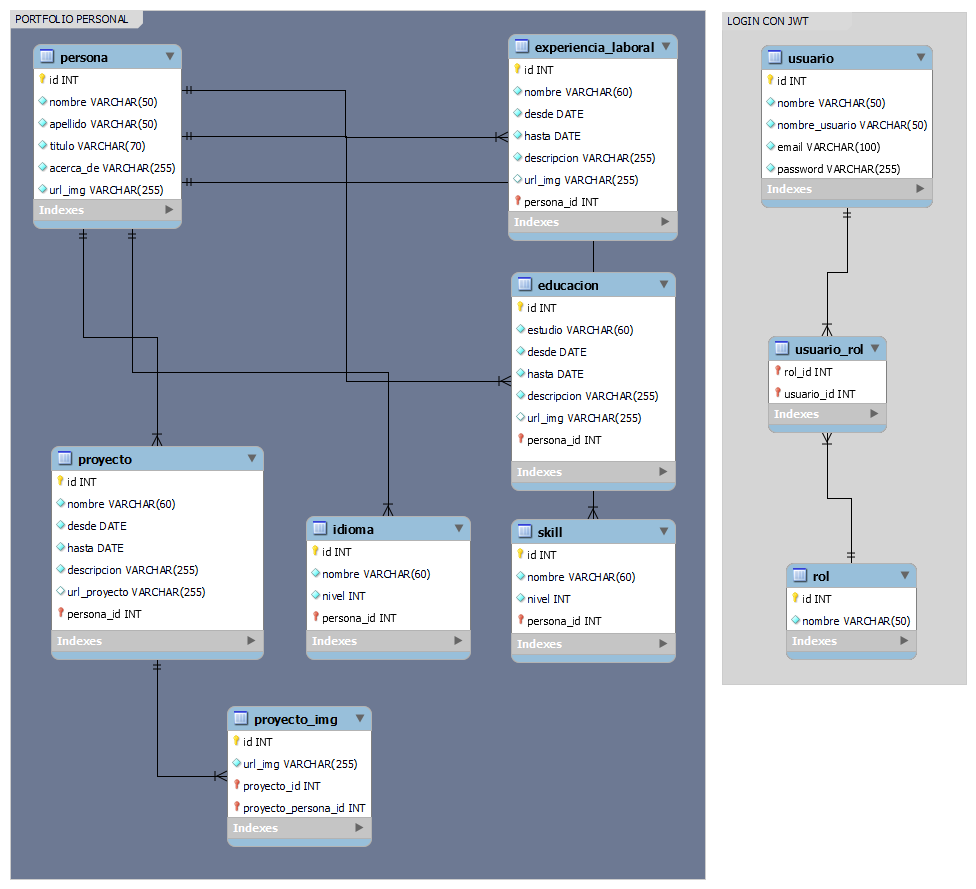 PORTFOLIO PERSONAL
persona
id INT
nombre VARCHAR(50)
apellido VARCHAR(50)
titulo VARCHAR(70)
acerca_de VARCHAR(255)
url_img VARCHAR(255)
Indexes
experiencia_laboral
id INT
nombre VARCHAR(60)
desde DATE
hasta DATE
descripcion VARCHAR(255)
url_img VARCHAR(255)
persona_id INT
Indexes
educacion
id INT
estudio VARCHAR(60)
desde DATE
hasta DATE
descripcion VARCHAR(255)
url_img VARCHAR(255)
persona_id INT
Indexes
proyecto
id INT
nombre VARCHAR(60)
desde DATE
hasta DATE
descripcion VARCHAR(255)
url_proyecto VARCHAR(255)
persona_id INT
Indexes
idioma
id INT
nombre VARCHAR(60)
nivel INT
persona_id INT
Indexes
skill
id INT
nombre VARCHAR(60)
nivel INT
persona_id INT
Indexes
proyecto_img
id INT
url_img VARCHAR(255)
proyecto_id INT
proyecto_persona_id INT
Indexes
LOGIN CON JWT
usuario
id INT
nombre VARCHAR(50)
nombre_usuario VARCHAR(50)
email VARCHAR(100)
password VARCHAR(255)
Indexes
usuario_rol
rol_id INT
usuario_id INT
Indexes
rol
id INT
nombre VARCHAR(50)
Indexes